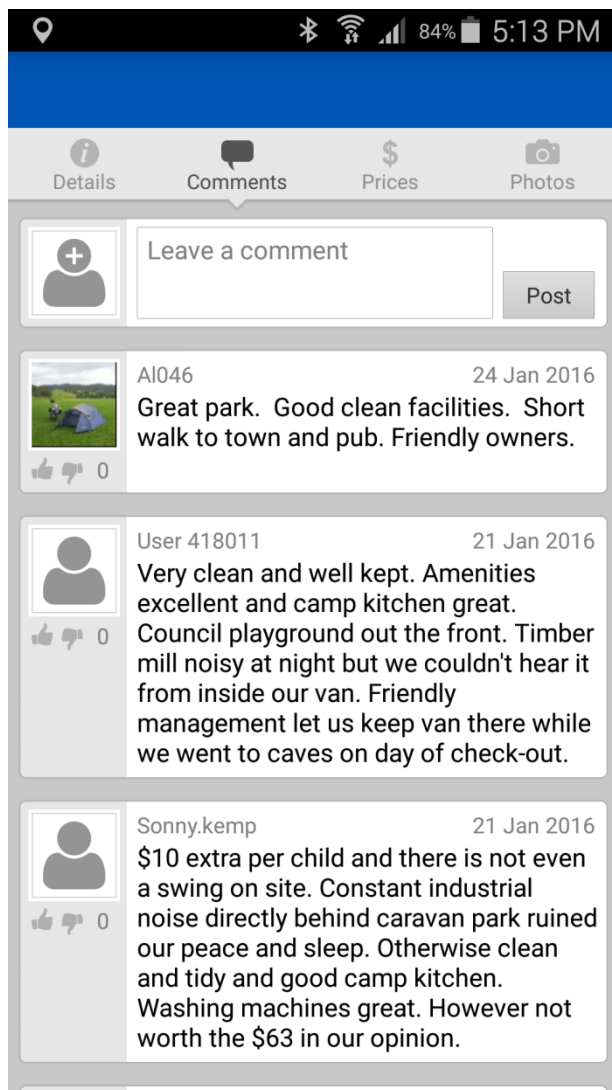 84% 5:13 PM
Details Comments Prices Photos
Leave a comment
Post
Al046 24 Jan 2016
Great park.  Good clean facilities.  Short
walk to town and pub. Friendly owners.
0
User 418011 21 Jan 2016
Very clean and well kept. Amenities
excellent and camp kitchen great.
Council playground out the front. Timber
mill noisy at night but we couldn't hear it
from inside our van. Friendly
management let us keep van there while
we went to caves on day of check-out.
0
Sonny.kemp 21 Jan 2016
$10 extra per child and there is not even
a swing on site. Constant industrial
noise directly behind caravan park ruined
our peace and sleep. Otherwise clean
and tidy and good camp kitchen.
Washing machines great. However not
worth the $63 in our opinion.
0